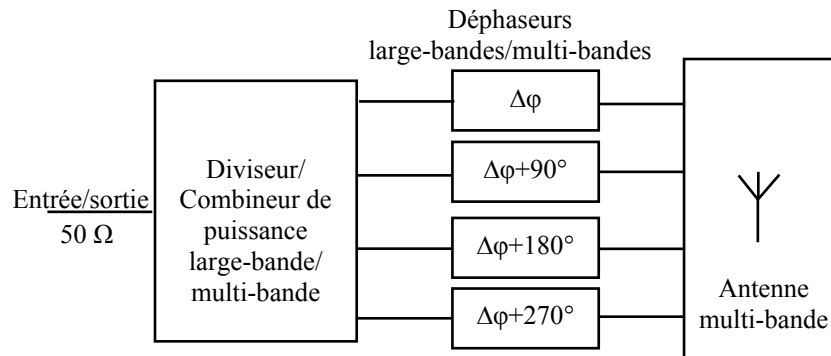 Déphaseurs
large-bandes/multi-bandes
Δφ
Δφ+90°
Δφ+180°
Δφ+270°
Entrée/sortie
50 Ω
Diviseur/
Combineur de
puissance
large-bande/
multi-bande
Antenne
multi-bande